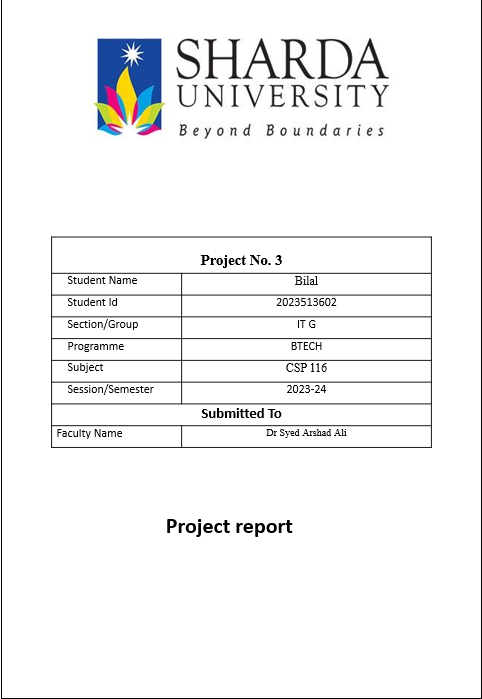 SHARDA
UNIVERSITY
Beyond Boundaries
Project No. 3
Student Name Bilal
Student Id 2023513602
Section/Group IT G
Programme BTECH
Subject CSP 116
Session/Semester 2023-24
Submitted To
Faculty Name Dr Syed Arshad Ali
Project report